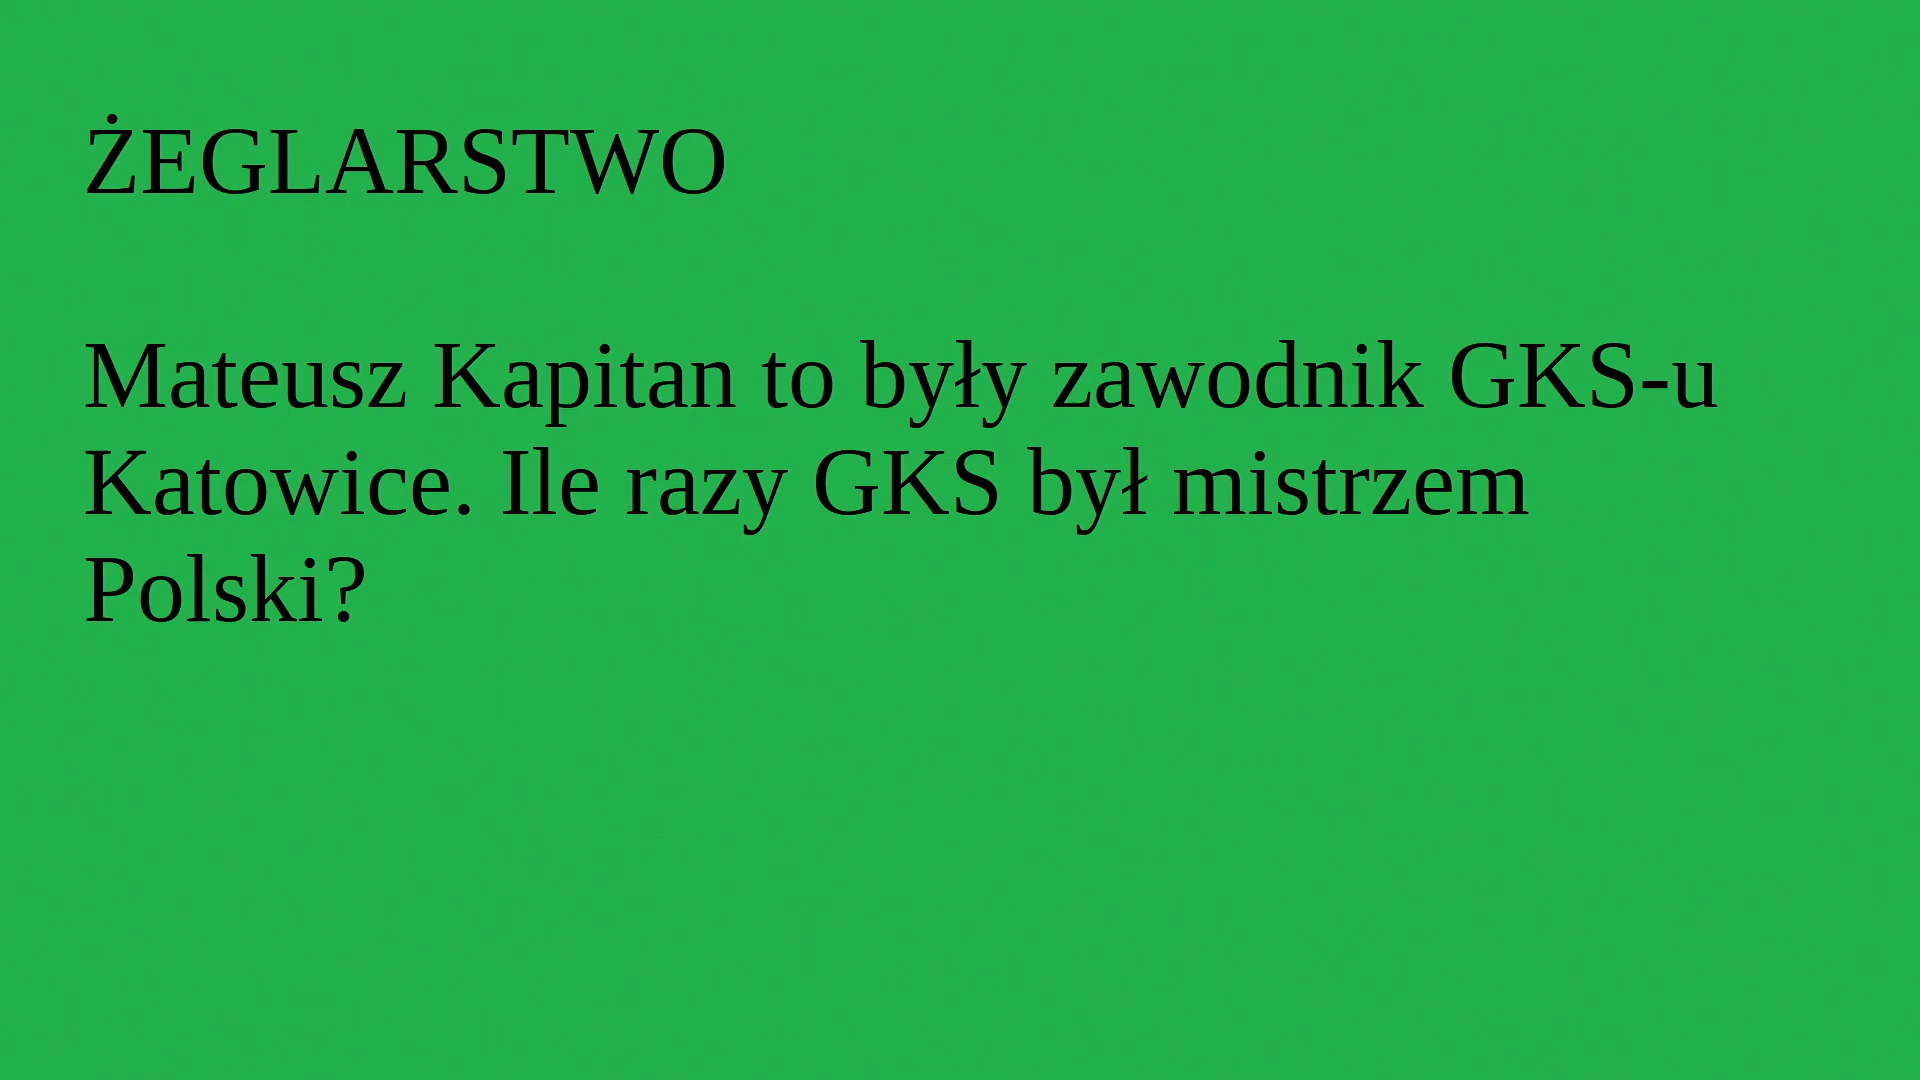 ŻEGLARSTWO
Mateusz Kapitan to były zawodnik GKS-u
Katowice. Ile razy GKS był mistrzem
Polski?